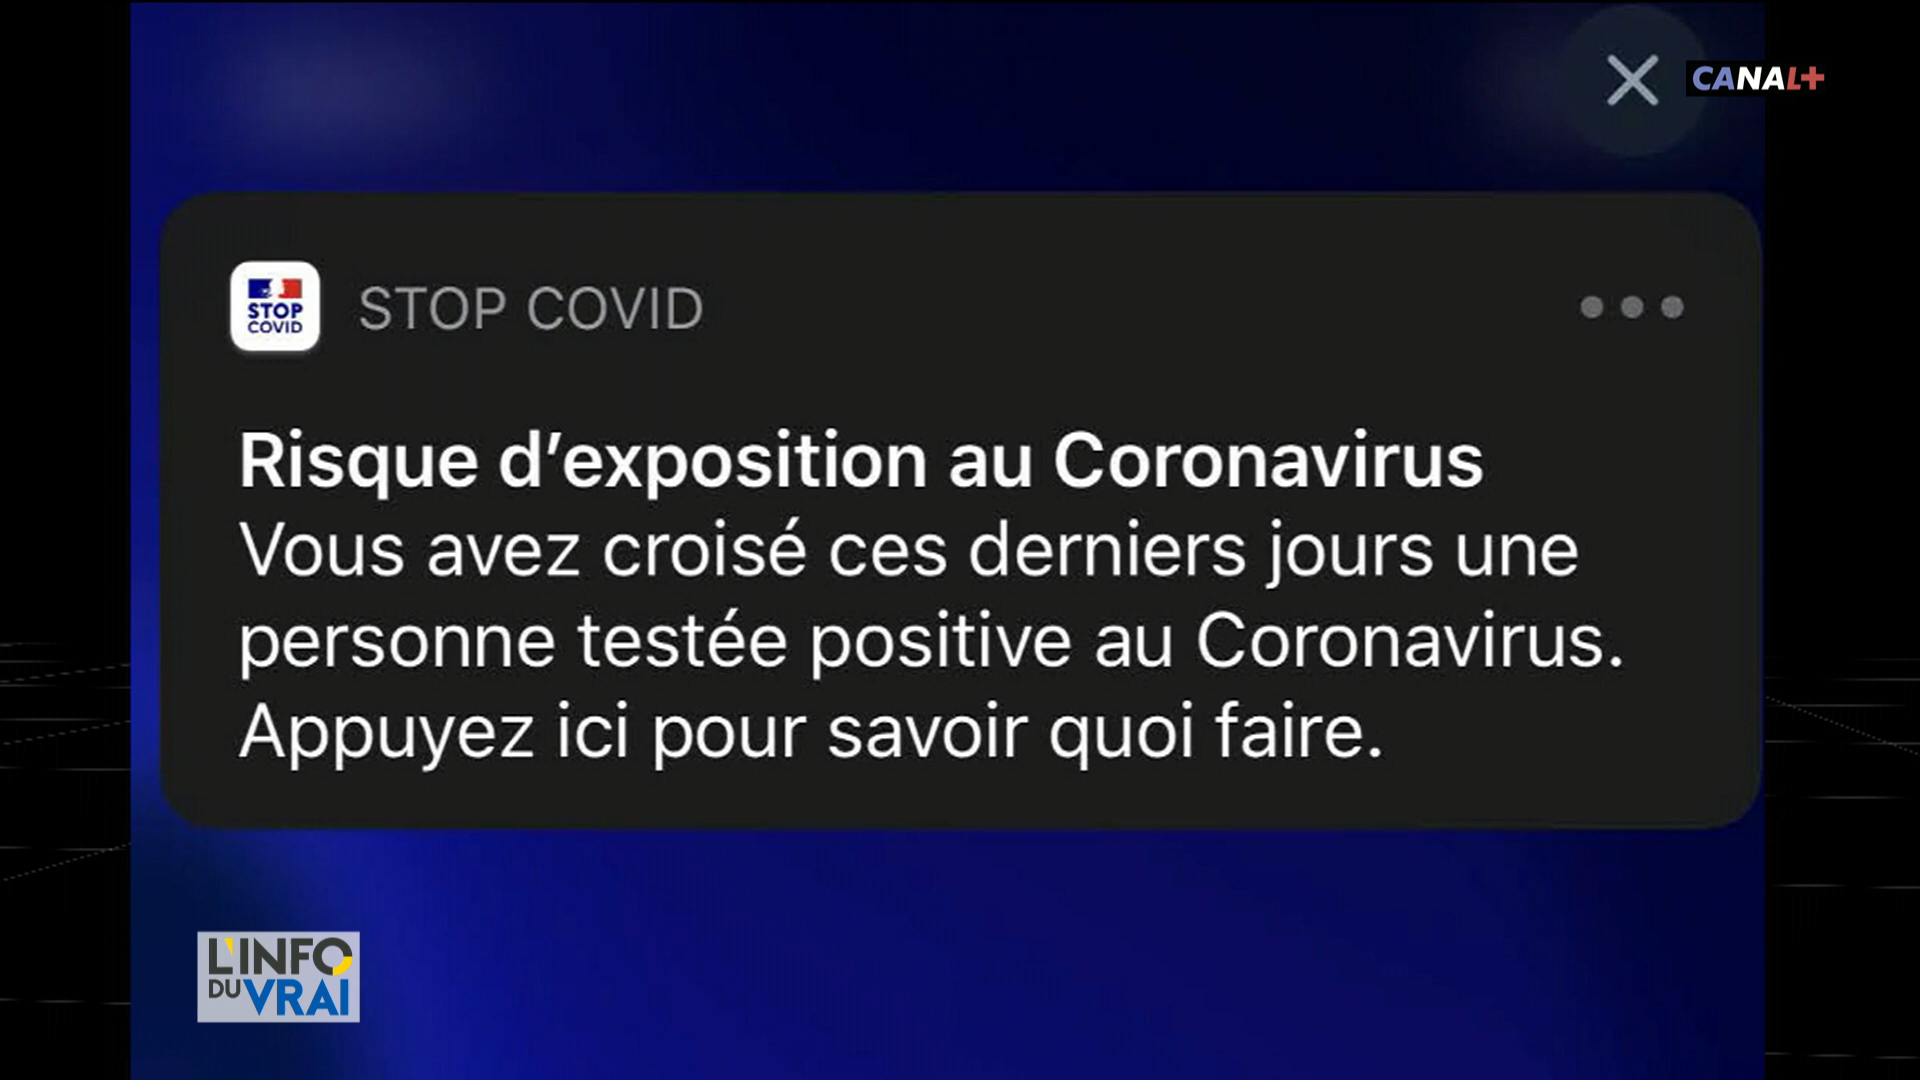 CANAL+
STOP
COVID
STOP COVID
Risque d’exposition au Coronavirus
Vous avez croisé ces derniers jours une
personne testée positive au Coronavirus.
Appuyez ici pour savoir quoi faire.
L'INFO
DU VRAI